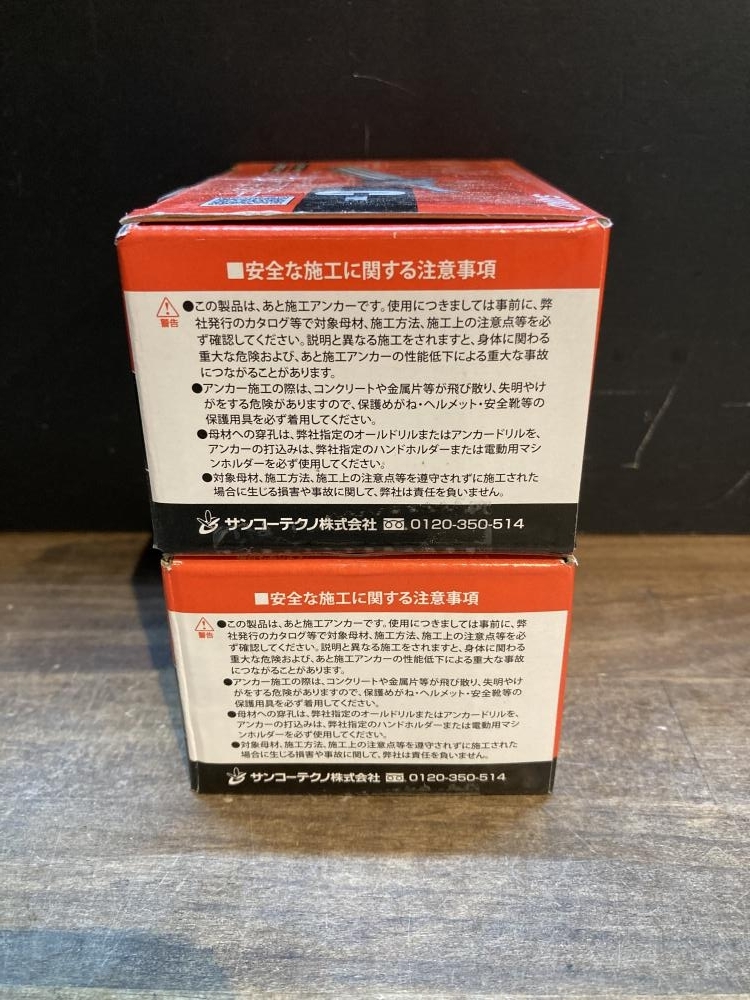 ■安全な施工に関する注意事項
警告
●この製品は、あと施工アンカーです。使用につきましては事前に、弊
社発行のカタログ等で対象母材、施工方法、施工上の注意点等を必
ず確認してください。説明と異なる施工をされますと、身体に関わる
重大な危険および、あと施工アンカーの性能低下による重大な事故
につながることがあります。
●アンカー施工の際は、コンクリートや金属片等が飛び散り、失明やけ
がをする危険がありますので、保護めがね・ヘルメット・安全靴等の
保護用具を必ず着用してください。
●母材への穿孔は、弊社指定のオールドリルまたはアンカードリルを、
アンカーの打込みは、弊社指定のハンドホルダーまたは電動用マシ
ンホルダーを必ず使用してください。
●対象母材、施工方法、施工上の注意点等を遵守されずに施工された
場合に生じる損害や事故に関して、弊社は責任を負いません。
サンコーテクノ株式会社 0120-350-514
■安全な施工に関する注意事項
警告
●この製品は、あと施工アンカーです。使用につきましては事前に、弊
社発行のカタログ等で対象母材、施工方法、施工上の注意点等を必
ず確認してください。説明と異なる施工をされますと、身体に関わる
重大な危険および、あと施工アンカーの性能低下による重大な事故
につながることがあります。
●アンカー施工の際は、コンクリートや金属片等が飛び散り、失明やけ
がをする危険がありますので、保護めがね・ヘルメット・安全靴等の
保護用具を必ず着用してください。
●母材への穿孔は、弊社指定のオールドリルまたはアンカードリルを、
アンカーの打込みは、弊社指定のハンドホルダーまたは電動用マシ
ンホルダーを必ず使用してください。
●対象母材、施工方法、施工上の注意点等を遵守されずに施工された
場合に生じる損害や事故に関して、弊社は責任を負いません。
サンコーテクノ株式会社 0120-350-514